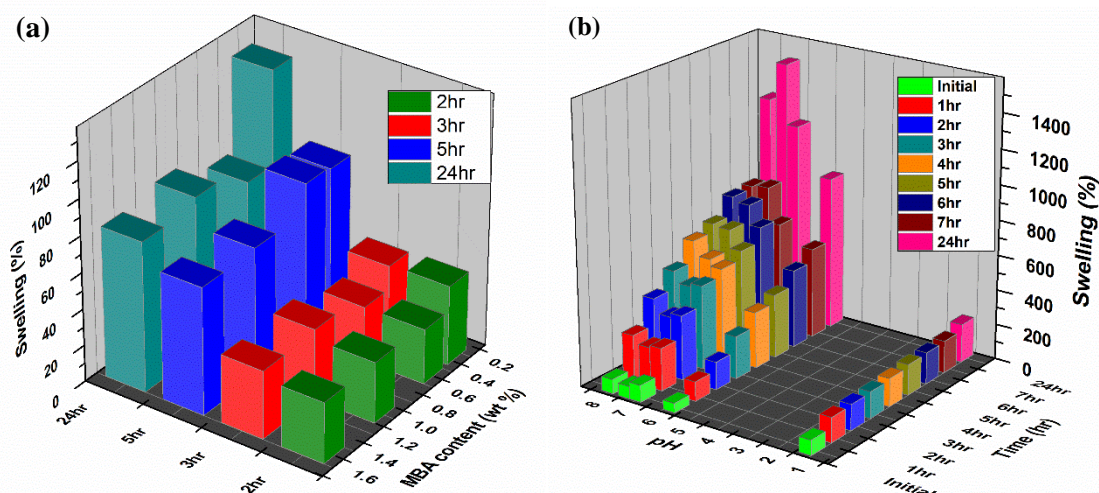 (a)
2hr
3hr
5hr
24hr
Swelling (%)
120
100
80
60
40
20
0
24hr
5hr
3hr
2hr
0.2
0.4
0.6
0.8
1.0
1.2
1.4
1.6
MBA content (wt %)
(b)
Initial
1hr
2hr
3hr
4hr
5hr
6hr
7hr
24hr
1400
1200
1000
800
600
400
200
0
Swelling (%)
8
7
6
5
4
3
2
1
pH
24hr
7hr
6hr
5hr
4hr
3hr
2hr
1hr
Initial
Time (hr)